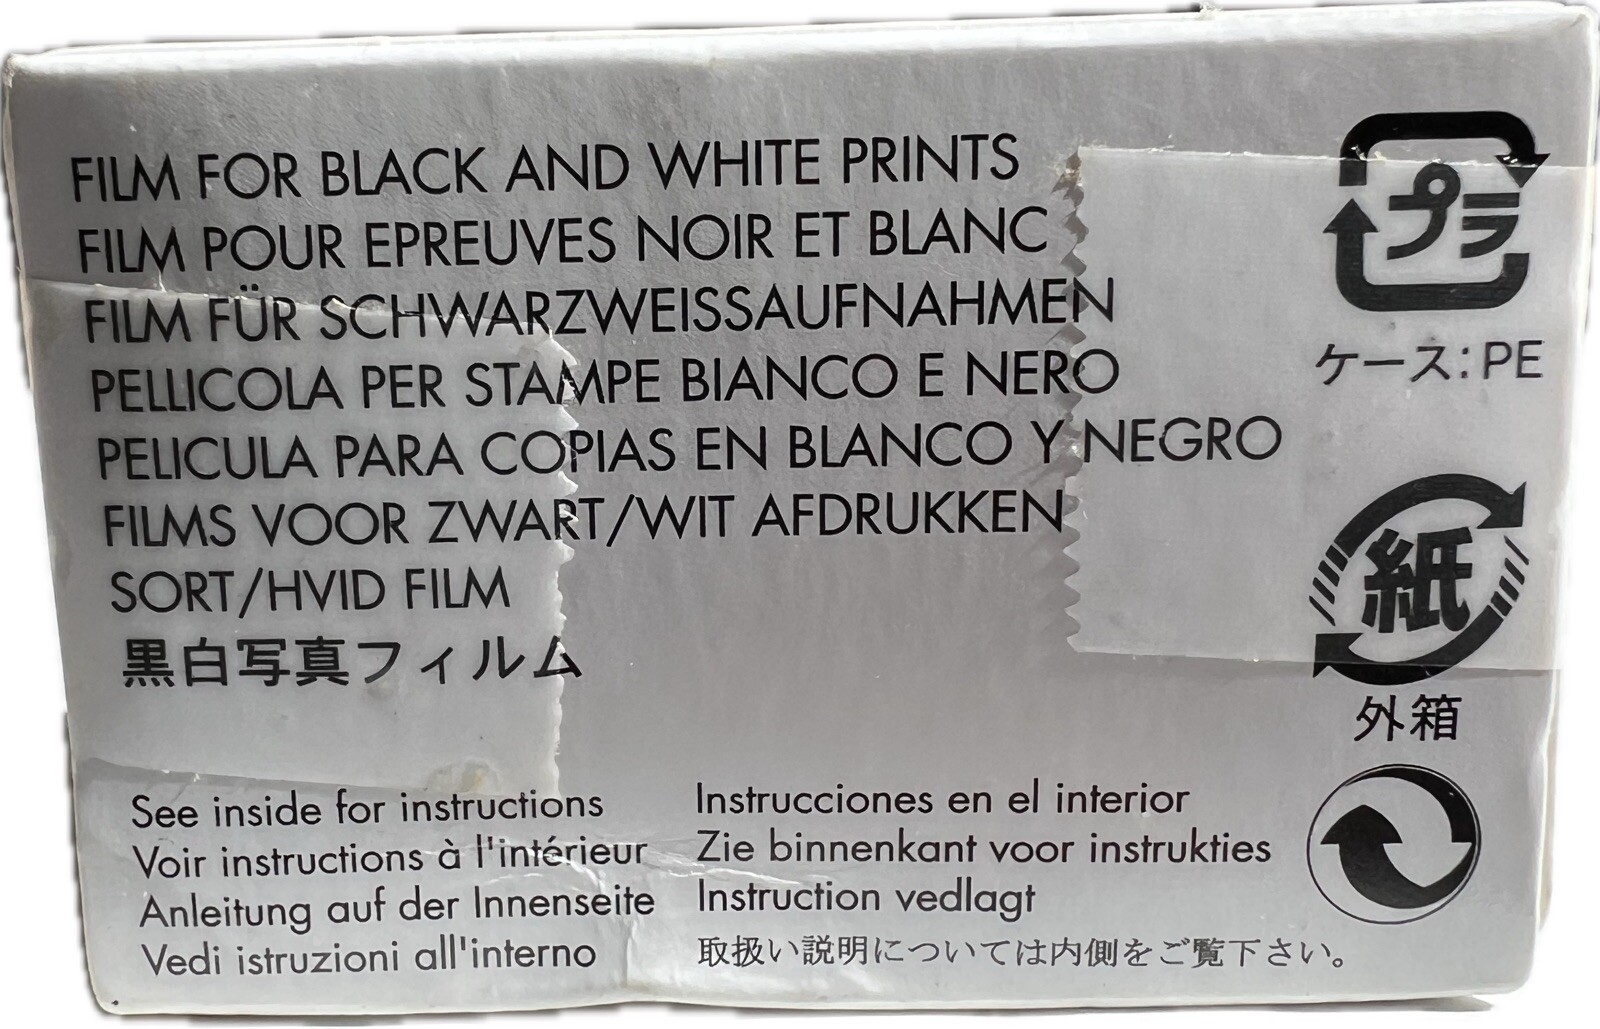 FILM FOR BLACK AND WHITE PRINTS
FILM POUR EPREUVES NOIR ET BLANC
FILM FÜR SCHWARZWEISSAUFNAHMEN
PELLICOLA PER STAMPE BIANCO E NERO
PELICULA PARA COPIAS EN BLANCO Y NEGRO
FILMS VOOR ZWART/WIT AFDRUKKEN
SORT/HVID FILM
黒白写真フィルム
See inside for instructions
Voir instructions à l'intérieur
Anleitung auf der Innenseite
Vedi istruzioni all'interno
Instrucciones en el interior
Zie binnenkant voor instrukties
Instruction vedlagt
取扱い説明については内側をご覧下さい。
プラ
ケース:PE
紙
外箱